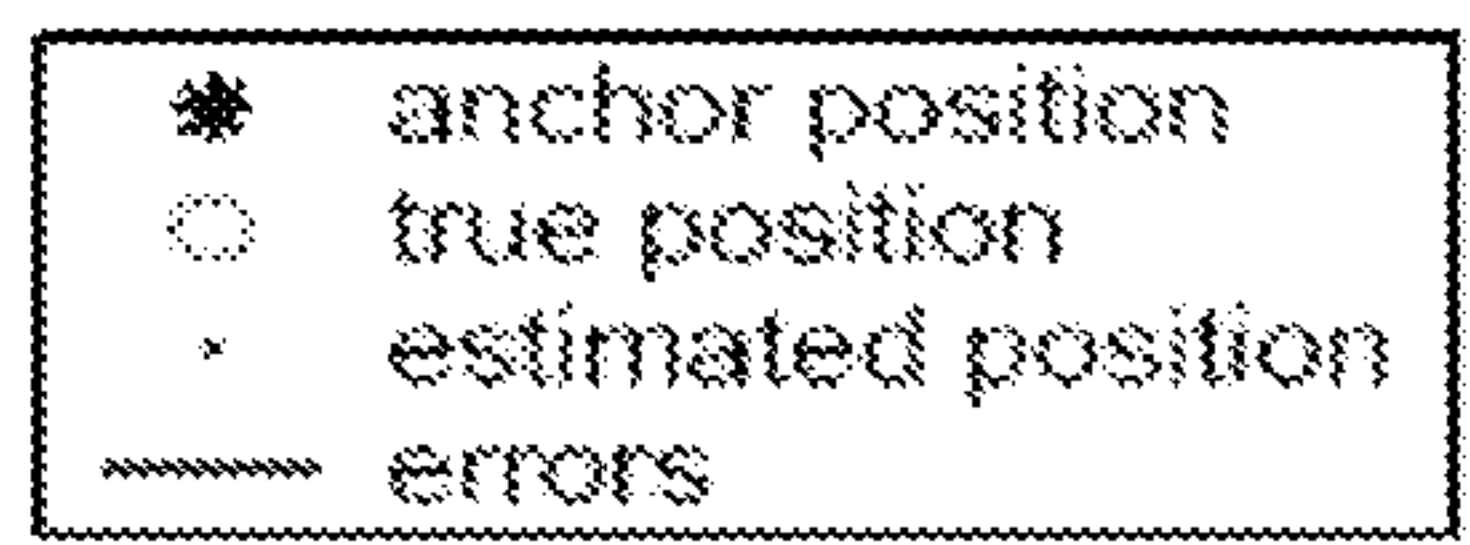 anchor position
true position
estimated position
errors